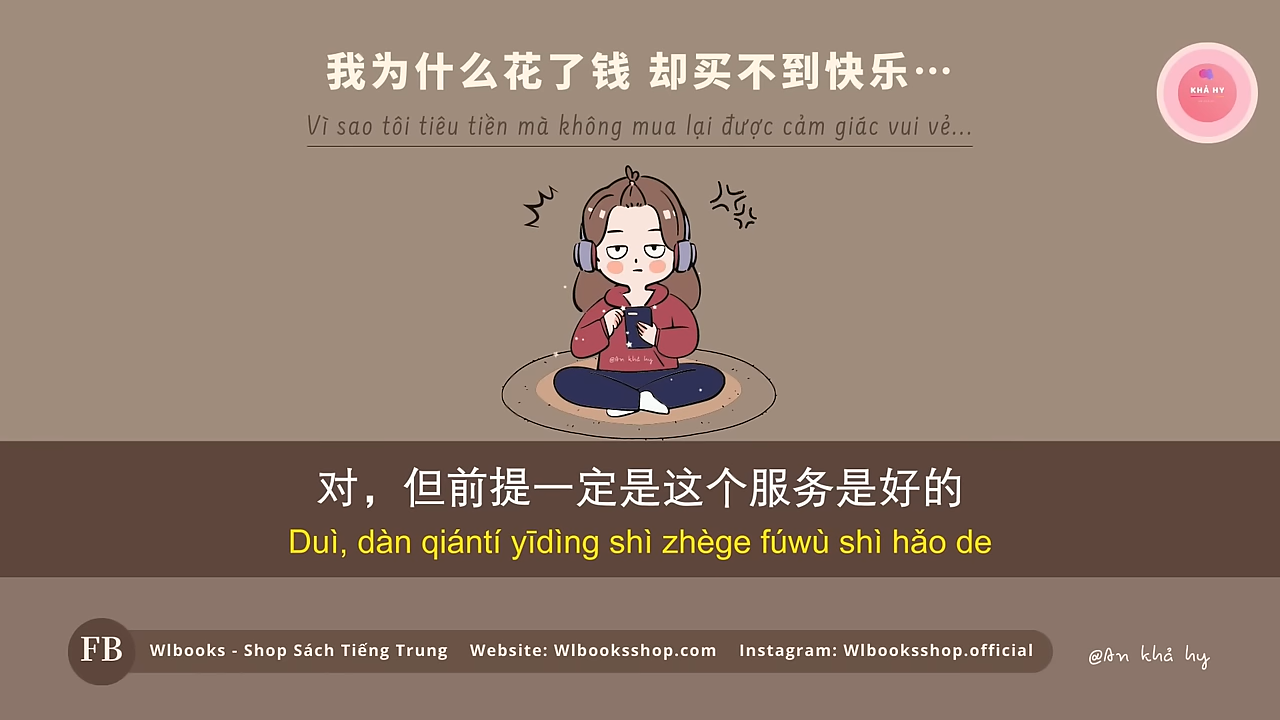 我为什么花了钱 却买不到快乐…
Vì sao tôi tiêu tiền mà không mua lại được cảm giác vui vẻ...
KHẢ HY
@An khả hy
对，但前提一定是这个服务是好的
Duì, dàn qiántí yīdìng shì zhège fúwù shì hǎo de
FB Wlbooks - Shop Sách Tiếng Trung Website: Wlbooksshop.com Instagram: Wlbooksshop.official
@An khả hy